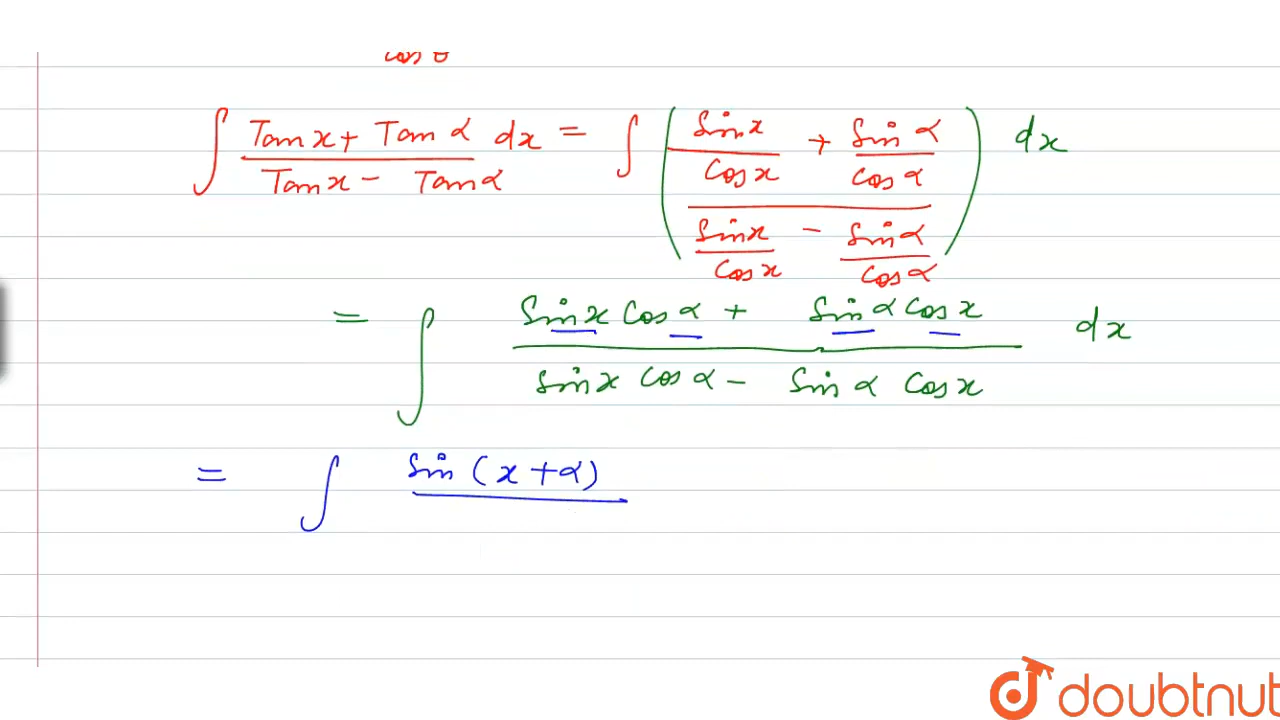 cos θ
∫ (Tan x + Tan α)/(Tan x − Tan α) dx = ∫ ((Sin x/Cos x + Sin α/Cos α)/(Sin x/Cos x − Sin α/Cos α)) dx
= ∫ (Sin x Cos α + Sin α Cos x)/(Sin x Cos α − Sin α Cos x) dx
= ∫ Sin (x + α)
doubtnut